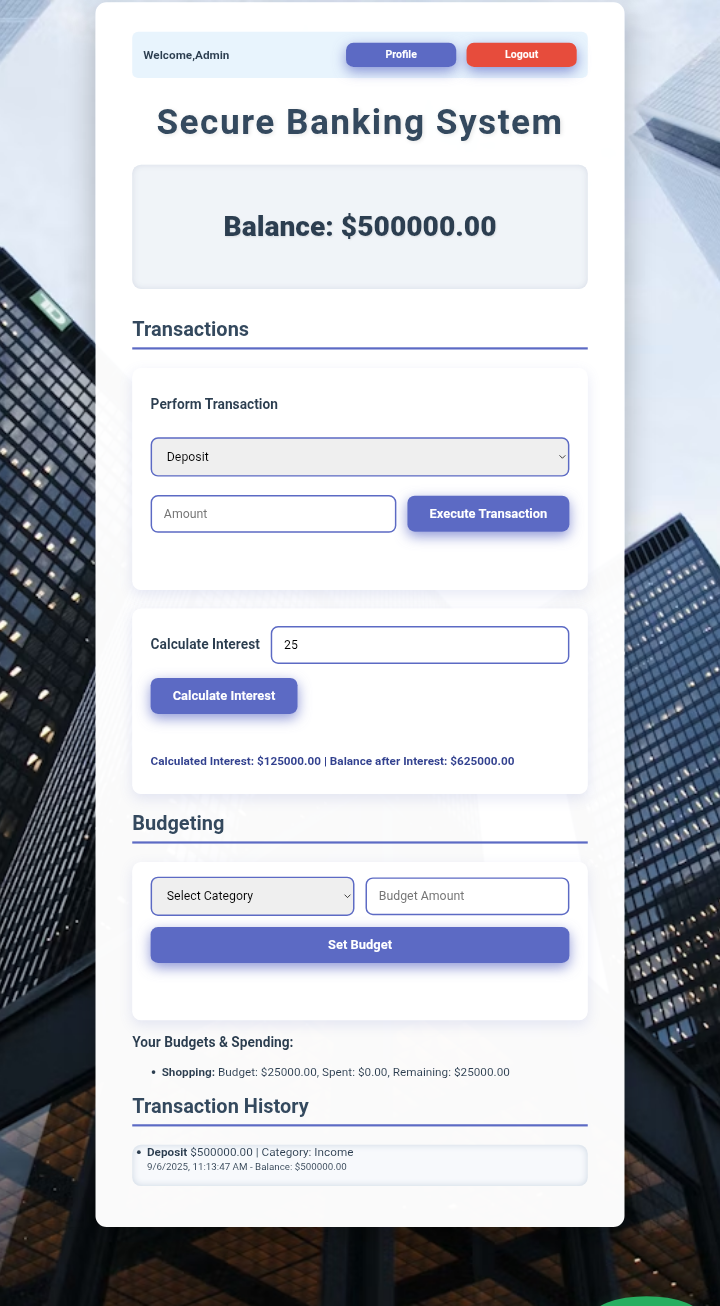 Welcome,Admin
Profile
Logout
Secure Banking System
Balance: $500000.00
Transactions
Perform Transaction
Deposit
Amount
Execute Transaction
Calculate Interest
25
Calculate Interest
Calculated Interest: $125000.00 | Balance after Interest: $625000.00
Budgeting
Select Category
Budget Amount
Set Budget
Your Budgets & Spending:
• Shopping: Budget: $25000.00, Spent: $0.00, Remaining: $25000.00
Transaction History
• Deposit $500000.00 | Category: Income
9/6/2025, 11:13:47 AM - Balance: $500000.00